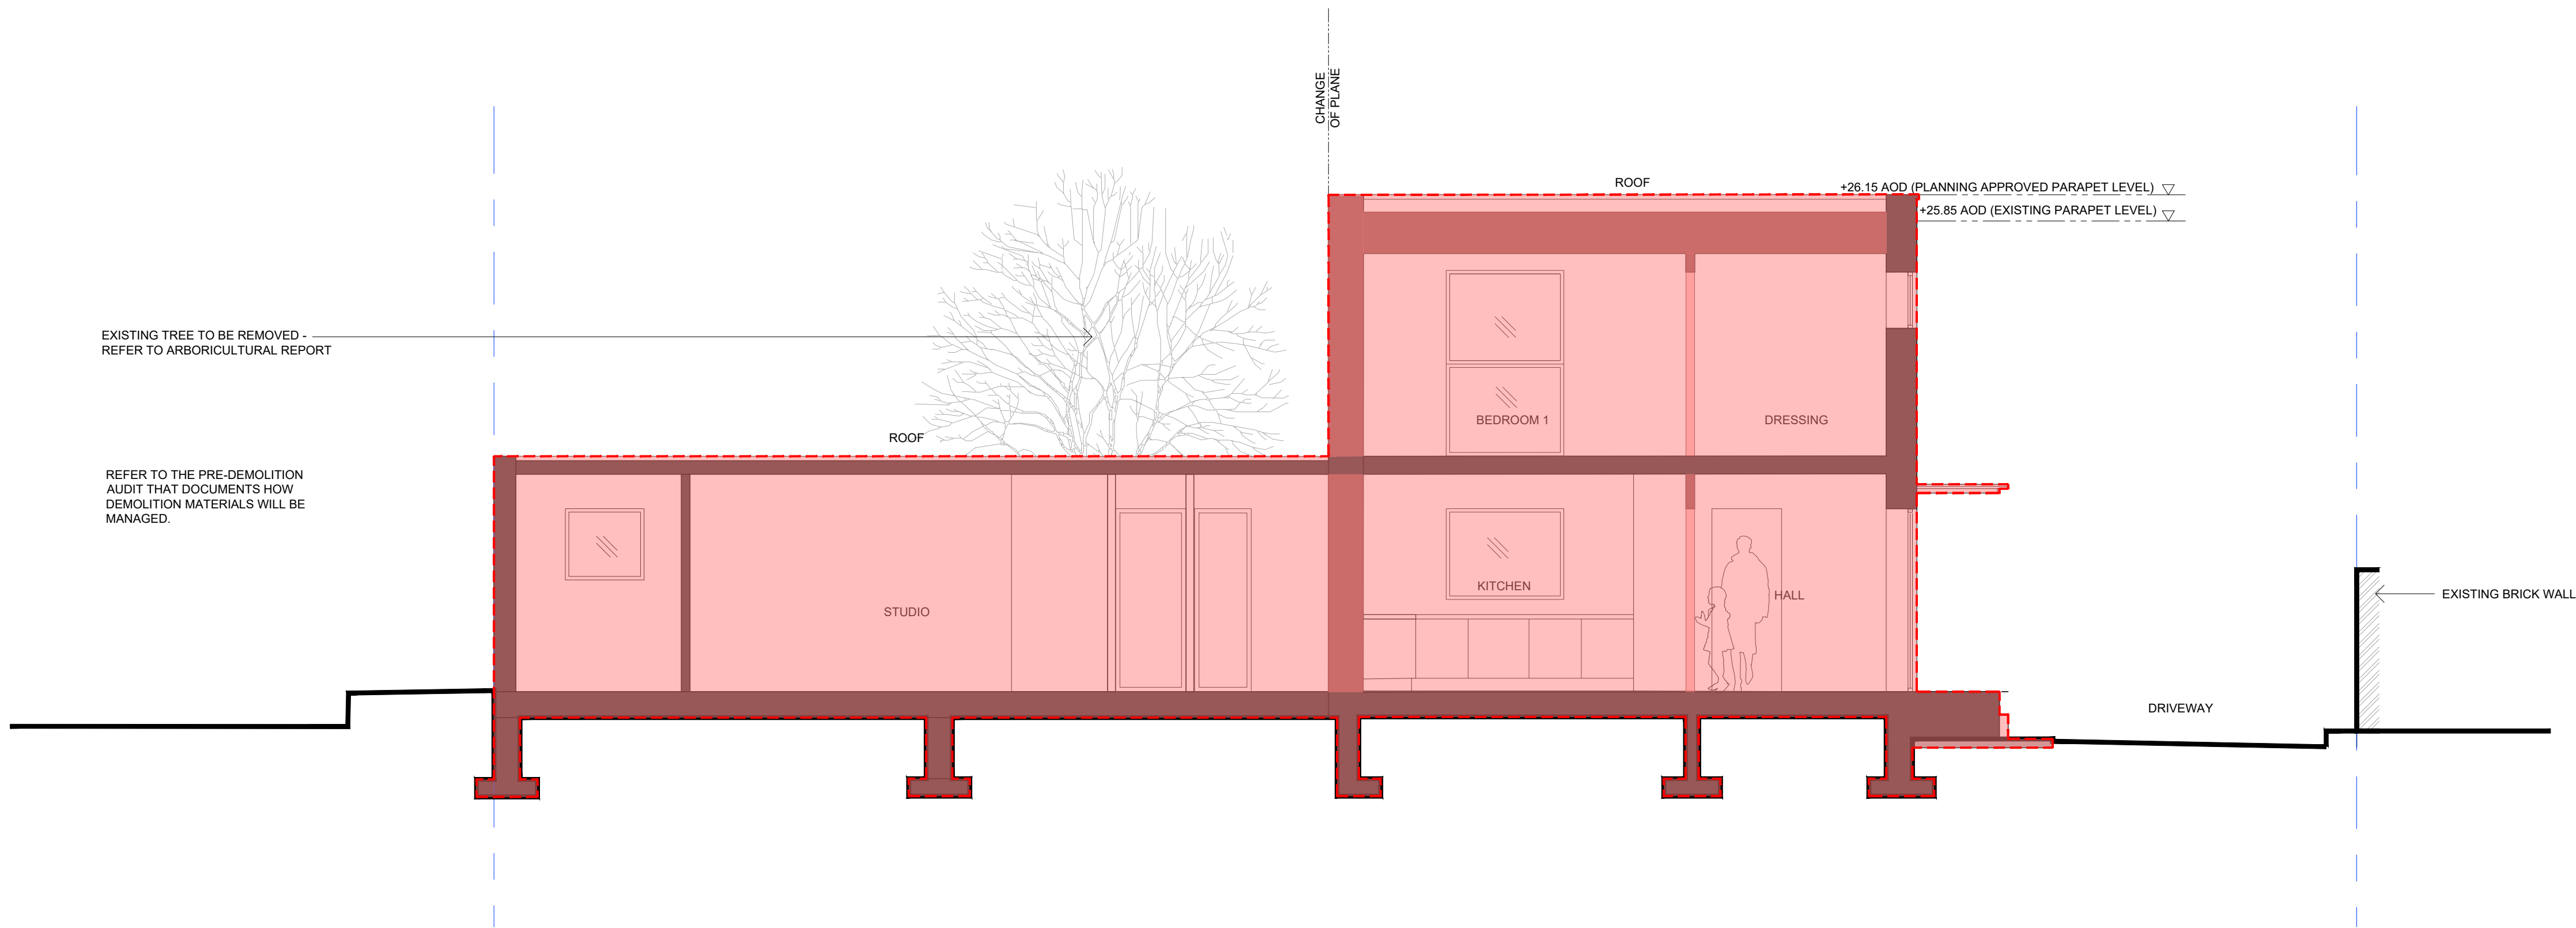 CHANGE
OF PLANE
ROOF
+26.15 AOD (PLANNING APPROVED PARAPET LEVEL)
+25.85 AOD (EXISTING PARAPET LEVEL)
EXISTING TREE TO BE REMOVED -
REFER TO ARBORICULTURAL REPORT
BEDROOM 1
DRESSING
ROOF
REFER TO THE PRE-DEMOLITION
AUDIT THAT DOCUMENTS HOW
DEMOLITION MATERIALS WILL BE
MANAGED.
KITCHEN
HALL
EXISTING BRICK WALL
STUDIO
DRIVEWAY